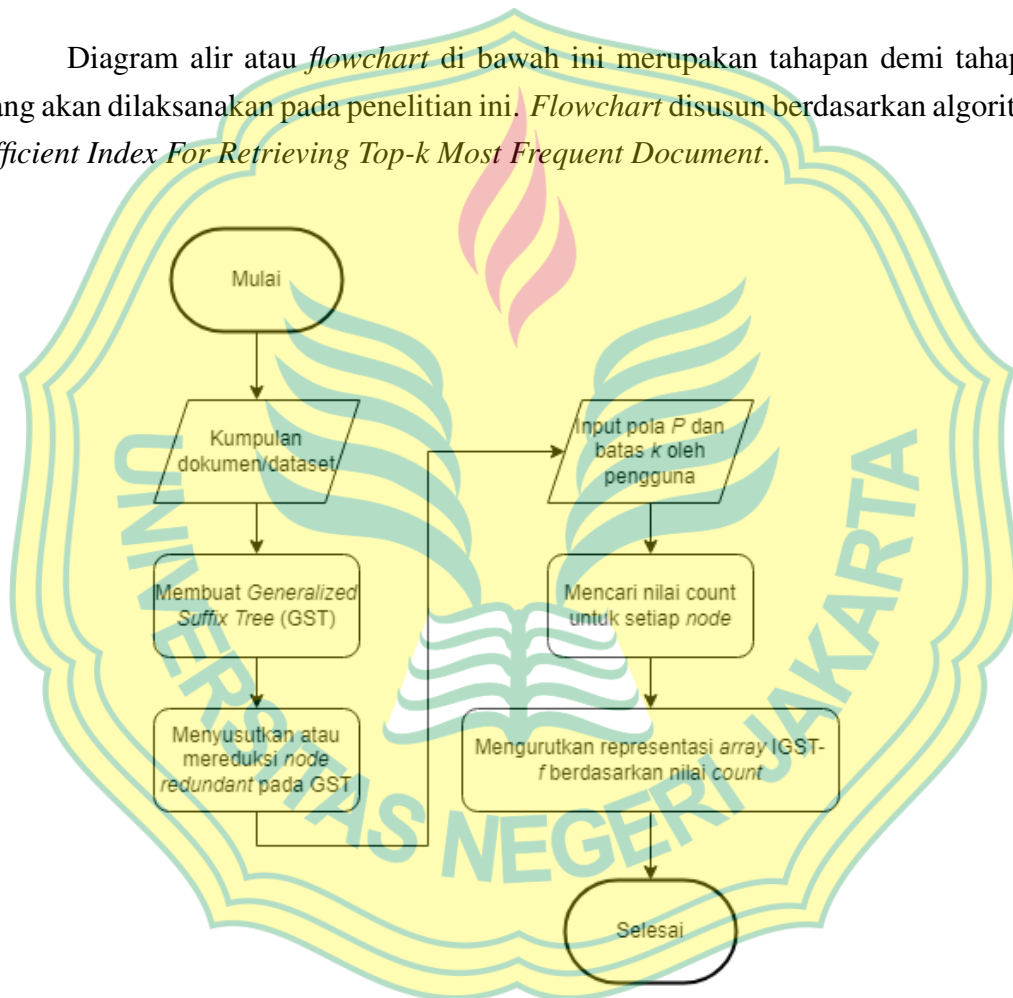 Diagram alir atau flowchart di bawah ini merupakan tahapan demi tahap
ang akan dilaksanakan pada penelitian ini. Flowchart disusun berdasarkan algorit
fficient Index For Retrieving Top-k Most Frequent Document.
Mulai
Kumpulan
dokumen/dataset
Membuat Generalized
Suffix Tree (GST)
Menyusutkan atau
mereduksi node
redundant pada GST
Input pola P dan
batas k oleh
pengguna
Mencari nilai count
untuk setiap node
Mengurutkan representasi array IGST-
f berdasarkan nilai count
Selesai
UNIVERSITAS NEGERI JAKARTA